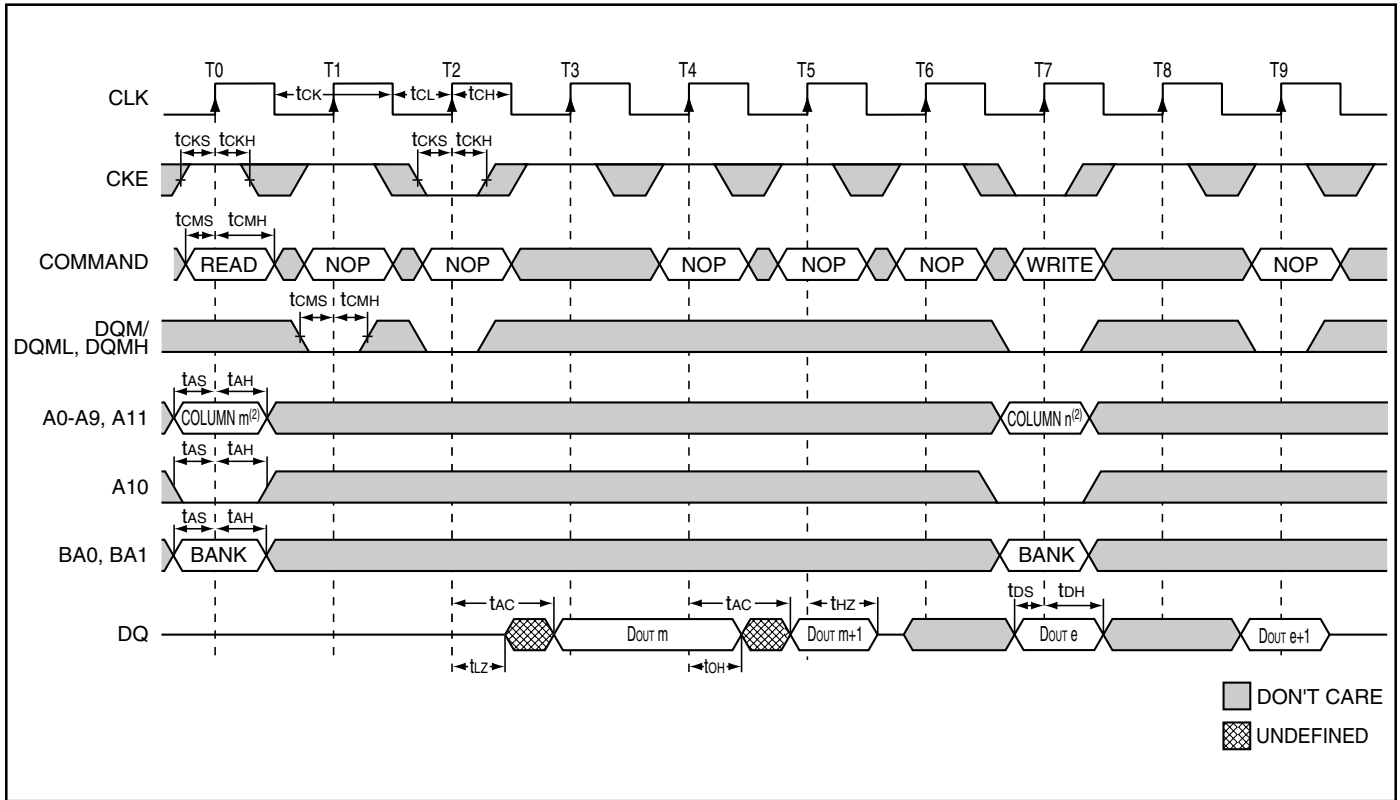 T0 T1 T2 T3 T4 T5 T6 T7 T8 T9
CLK tCK tCL tCH
tCKS tCKH tCKS tCKH
CKE
tCMS tCMH
COMMAND READ NOP NOP NOP NOP NOP WRITE NOP
tCMS tCMH
DQM/
DQML, DQMH
tAS tAH
A0-A9, A11 COLUMN m(2) COLUMN n(2)
tAS tAH
A10
tAS tAH
BA0, BA1 BANK BANK
tAC tAC tHZ tDS tDH
DQ DOUT m DOUT m+1 DOUT e DOUT e+1
tLZ tOH
DON'T CARE
UNDEFINED